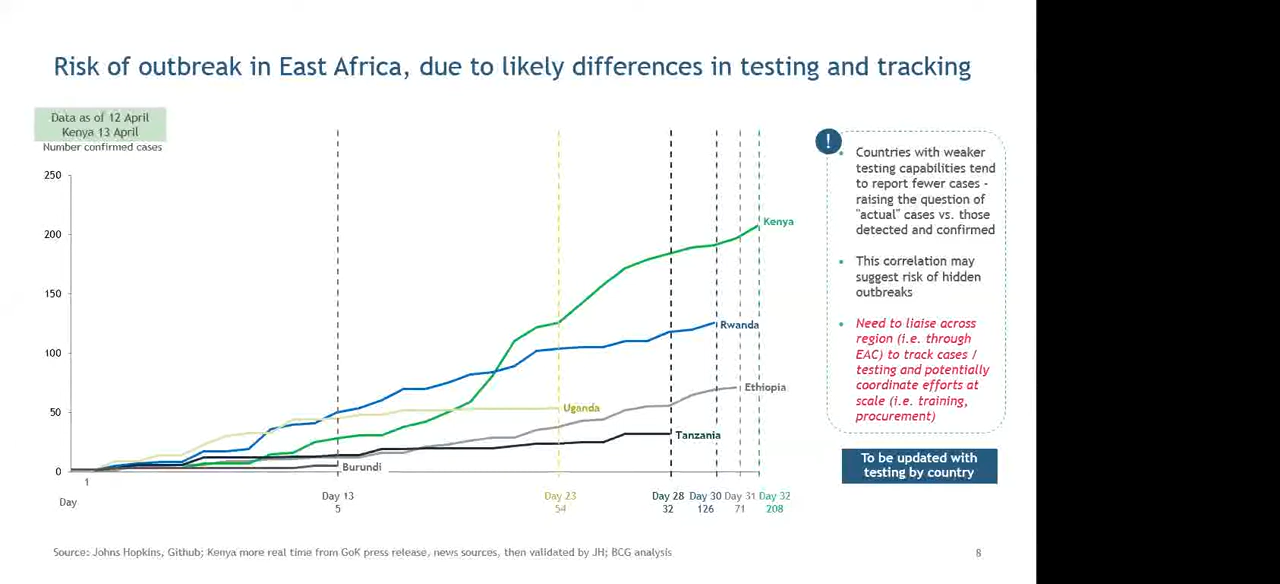 Risk of outbreak in East Africa, due to likely differences in testing and tracking
Data as of 12 April
Kenya 13 April
Number confirmed cases
250
200
150
100
50
0
Kenya
Rwanda
Ethiopia
Uganda
Tanzania
Burundi
1
Day
Day 13
5
Day 23
54
Day 28
32
Day 30
126
Day 31
71
Day 32
208
!
• Countries with weaker
testing capabilities tend
to report fewer cases -
raising the question of
"actual" cases vs. those
detected and confirmed
• This correlation may
suggest risk of hidden
outbreaks
• Need to liaise across
region (i.e. through
EAC) to track cases /
testing and potentially
coordinate efforts at
scale (i.e. training,
procurement)
To be updated with
testing by country
Source: Johns Hopkins, Github; Kenya more real time from GoK press release, news sources, then validated by JH; BCG analysis
8